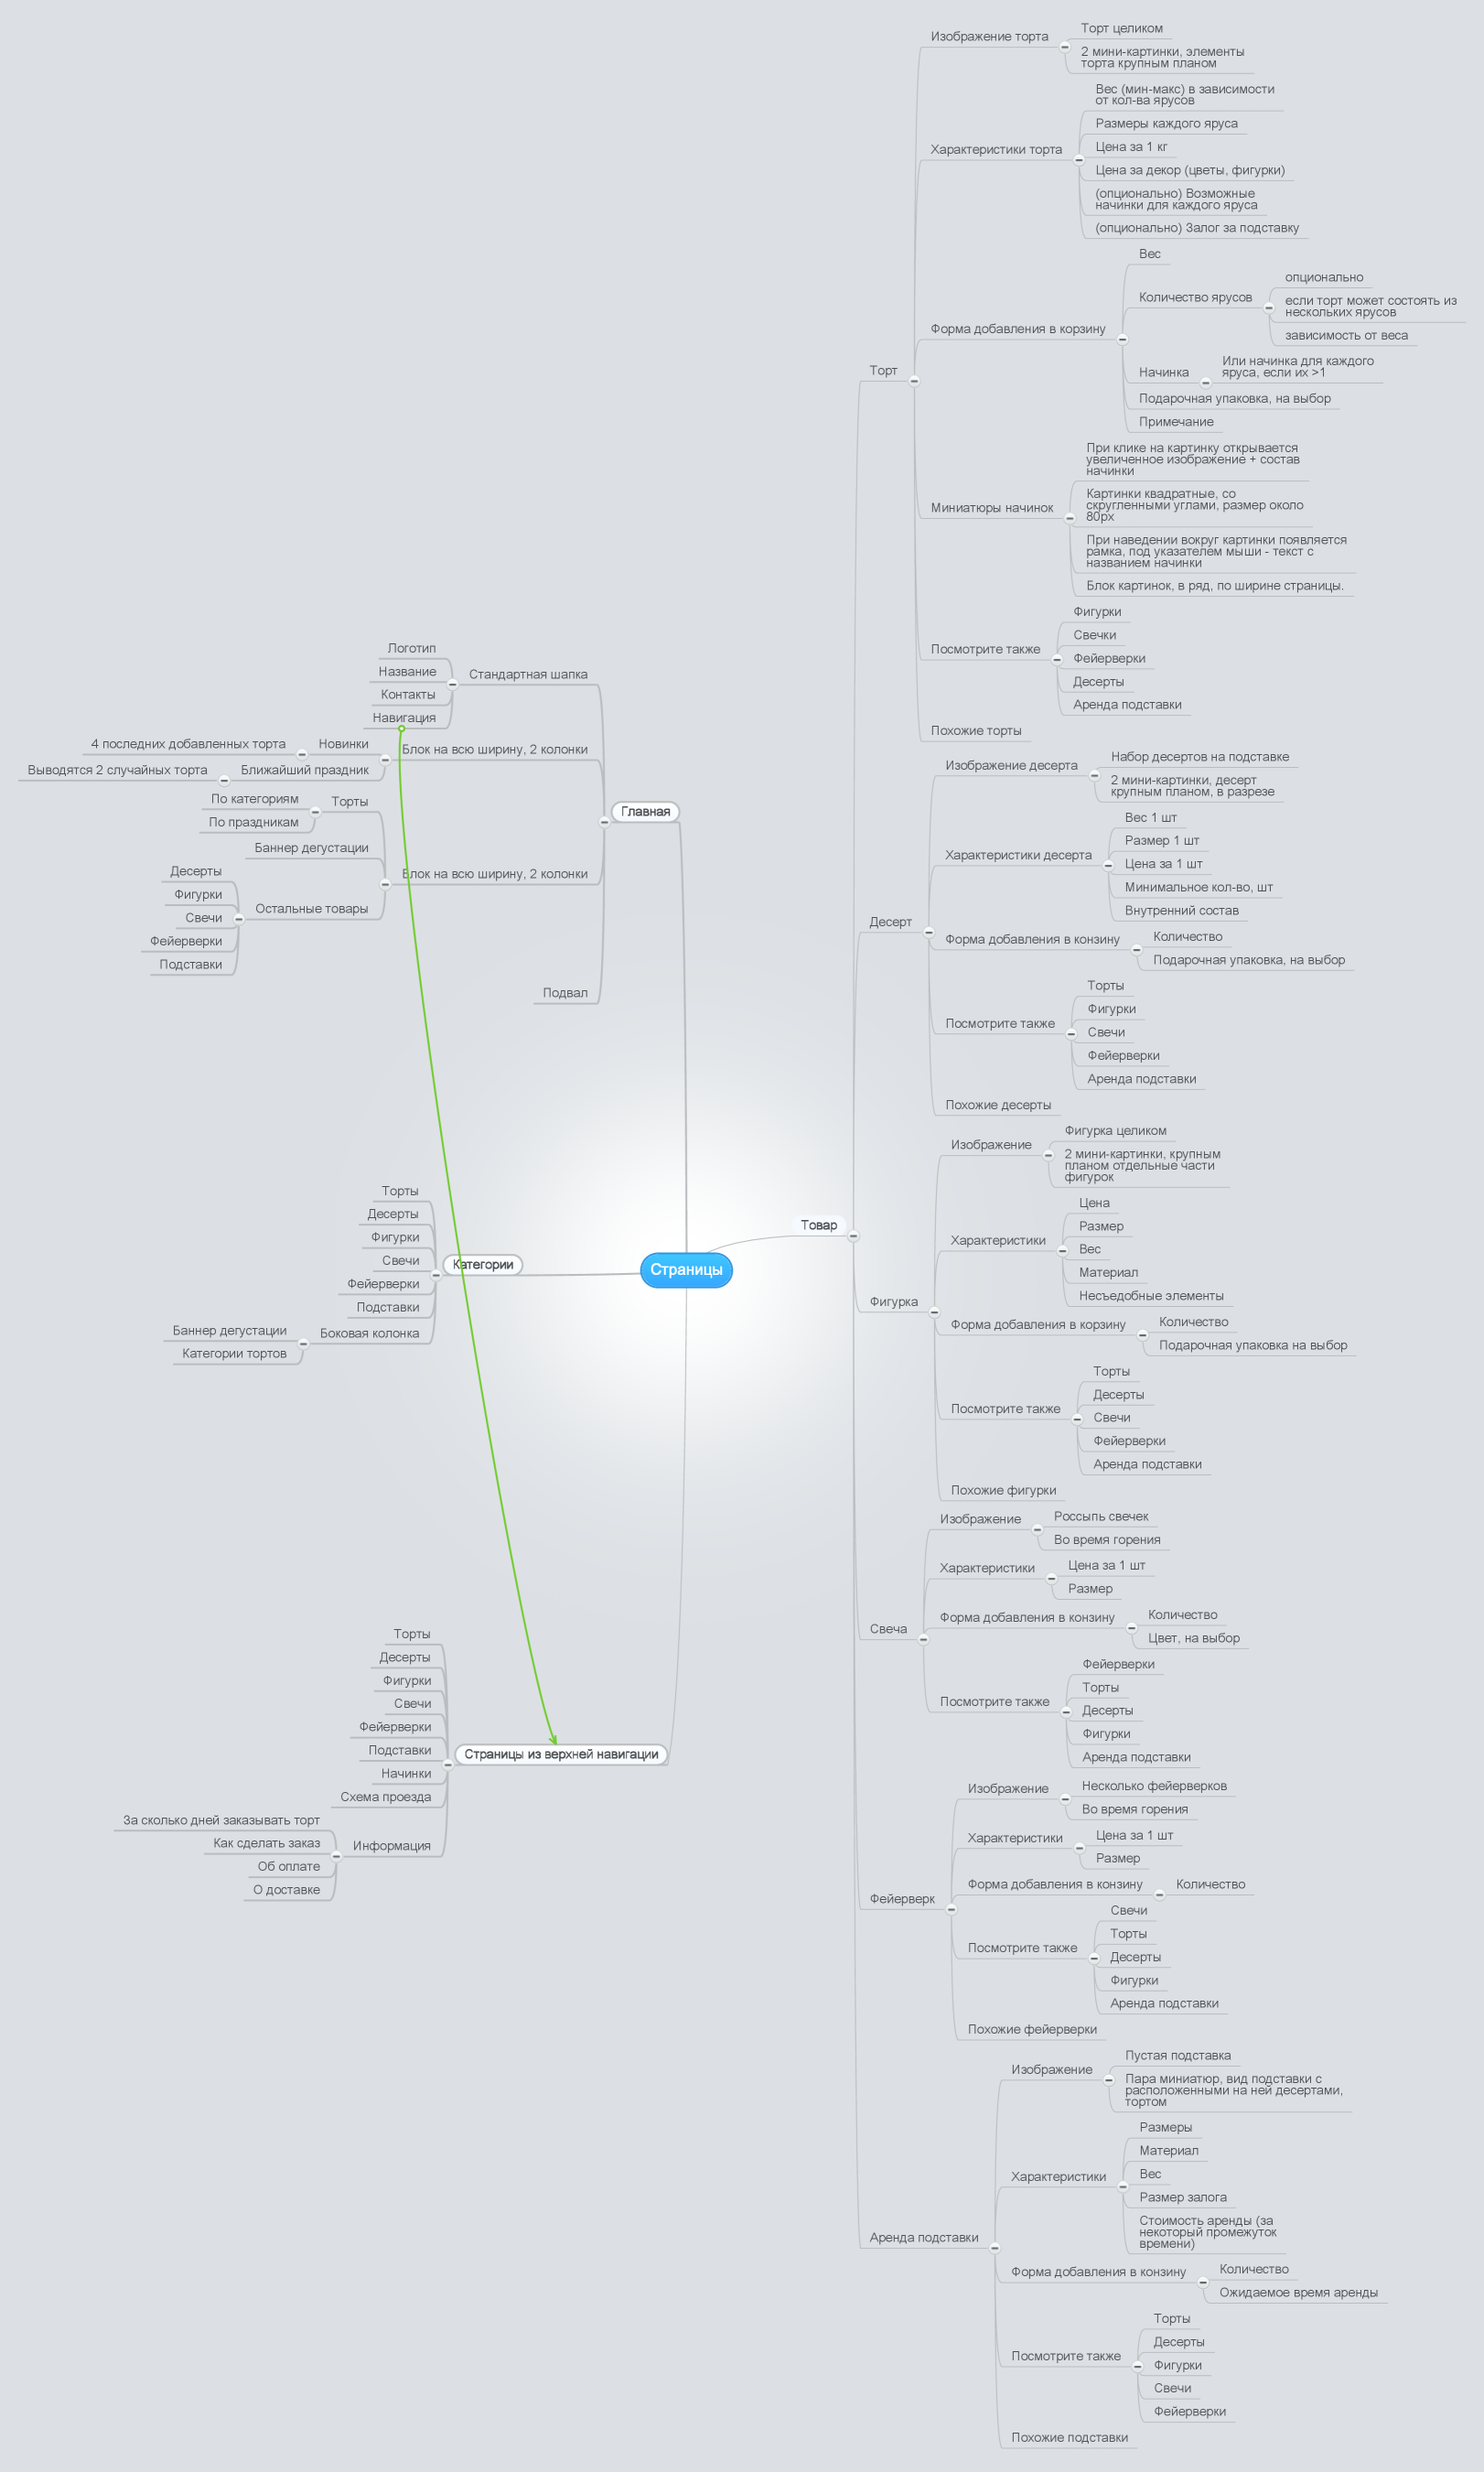 Страницы
Главная
Стандартная шапка
Логотип
Название
Контакты
Навигация
Блок на всю ширину, 2 колонки
Новинки
4 последних добавленных торта
Ближайший праздник
Выводятся 2 случайных торта
Блок на всю ширину, 2 колонки
Торты
По категориям
По праздникам
Баннер дегустации
Остальные товары
Десерты
Фигурки
Свечи
Фейерверки
Подставки
Подвал
Категории
Торты
Десерты
Фигурки
Свечи
Фейерверки
Подставки
Боковая колонка
Баннер дегустации
Категории тортов
Страницы из верхней навигации
Торты
Десерты
Фигурки
Свечи
Фейерверки
Подставки
Начинки
Схема проезда
Информация
За сколько дней заказывать торт
Как сделать заказ
Об оплате
О доставке
Товар
Торт
Изображение торта
Торт целиком
2 мини-картинки, элементы
торта крупным планом
Характеристики торта
Вес (мин-макс) в зависимости
от кол-ва ярусов
Размеры каждого яруса
Цена за 1 кг
Цена за декор (цветы, фигурки)
(опционально) Возможные
начинки для каждого яруса
(опционально) Залог за подставку
Форма добавления в корзину
Вес
Количество ярусов
опционально
если торт может состоять из
нескольких ярусов
зависимость от веса
Начинка
Или начинка для каждого
яруса, если их >1
Подарочная упаковка, на выбор
Примечание
Миниатюры начинок
При клике на картинку открывается
увеличенное изображение + состав
начинки
Картинки квадратные, со
скругленными углами, размер около
80px
При наведении вокруг картинки появляется
рамка, под указателем мыши - текст с
названием начинки
Блок картинок, в ряд, по ширине страницы.
Посмотрите также
Фигурки
Свечки
Фейерверки
Десерты
Аренда подставки
Похожие торты
Десерт
Изображение десерта
Набор десертов на подставке
2 мини-картинки, десерт
крупным планом, в разрезе
Характеристики десерта
Вес 1 шт
Размер 1 шт
Цена за 1 шт
Минимальное кол-во, шт
Внутренний состав
Форма добавления в конзину
Количество
Подарочная упаковка, на выбор
Посмотрите также
Торты
Фигурки
Свечи
Фейерверки
Аренда подставки
Похожие десерты
Фигурка
Изображение
Фигурка целиком
2 мини-картинки, крупным
планом отдельные части
фигурок
Характеристики
Цена
Размер
Вес
Материал
Несъедобные элементы
Форма добавления в корзину
Количество
Подарочная упаковка на выбор
Посмотрите также
Торты
Десерты
Свечи
Фейерверки
Аренда подставки
Похожие фигурки
Свеча
Изображение
Россыпь свечек
Во время горения
Характеристики
Цена за 1 шт
Размер
Форма добавления в конзину
Количество
Цвет, на выбор
Посмотрите также
Фейерверки
Торты
Десерты
Фигурки
Аренда подставки
Фейерверк
Изображение
Несколько фейерверков
Во время горения
Характеристики
Цена за 1 шт
Размер
Форма добавления в конзину
Количество
Посмотрите также
Свечи
Торты
Десерты
Фигурки
Аренда подставки
Похожие фейерверки
Аренда подставки
Изображение
Пустая подставка
Пара миниатюр, вид подставки с
расположенными на ней десертами,
тортом
Характеристики
Размеры
Материал
Вес
Размер залога
Стоимость аренды (за
некоторый промежуток
времени)
Форма добавления в конзину
Количество
Ожидаемое время аренды
Посмотрите также
Торты
Десерты
Фигурки
Свечи
Фейерверки
Похожие подставки